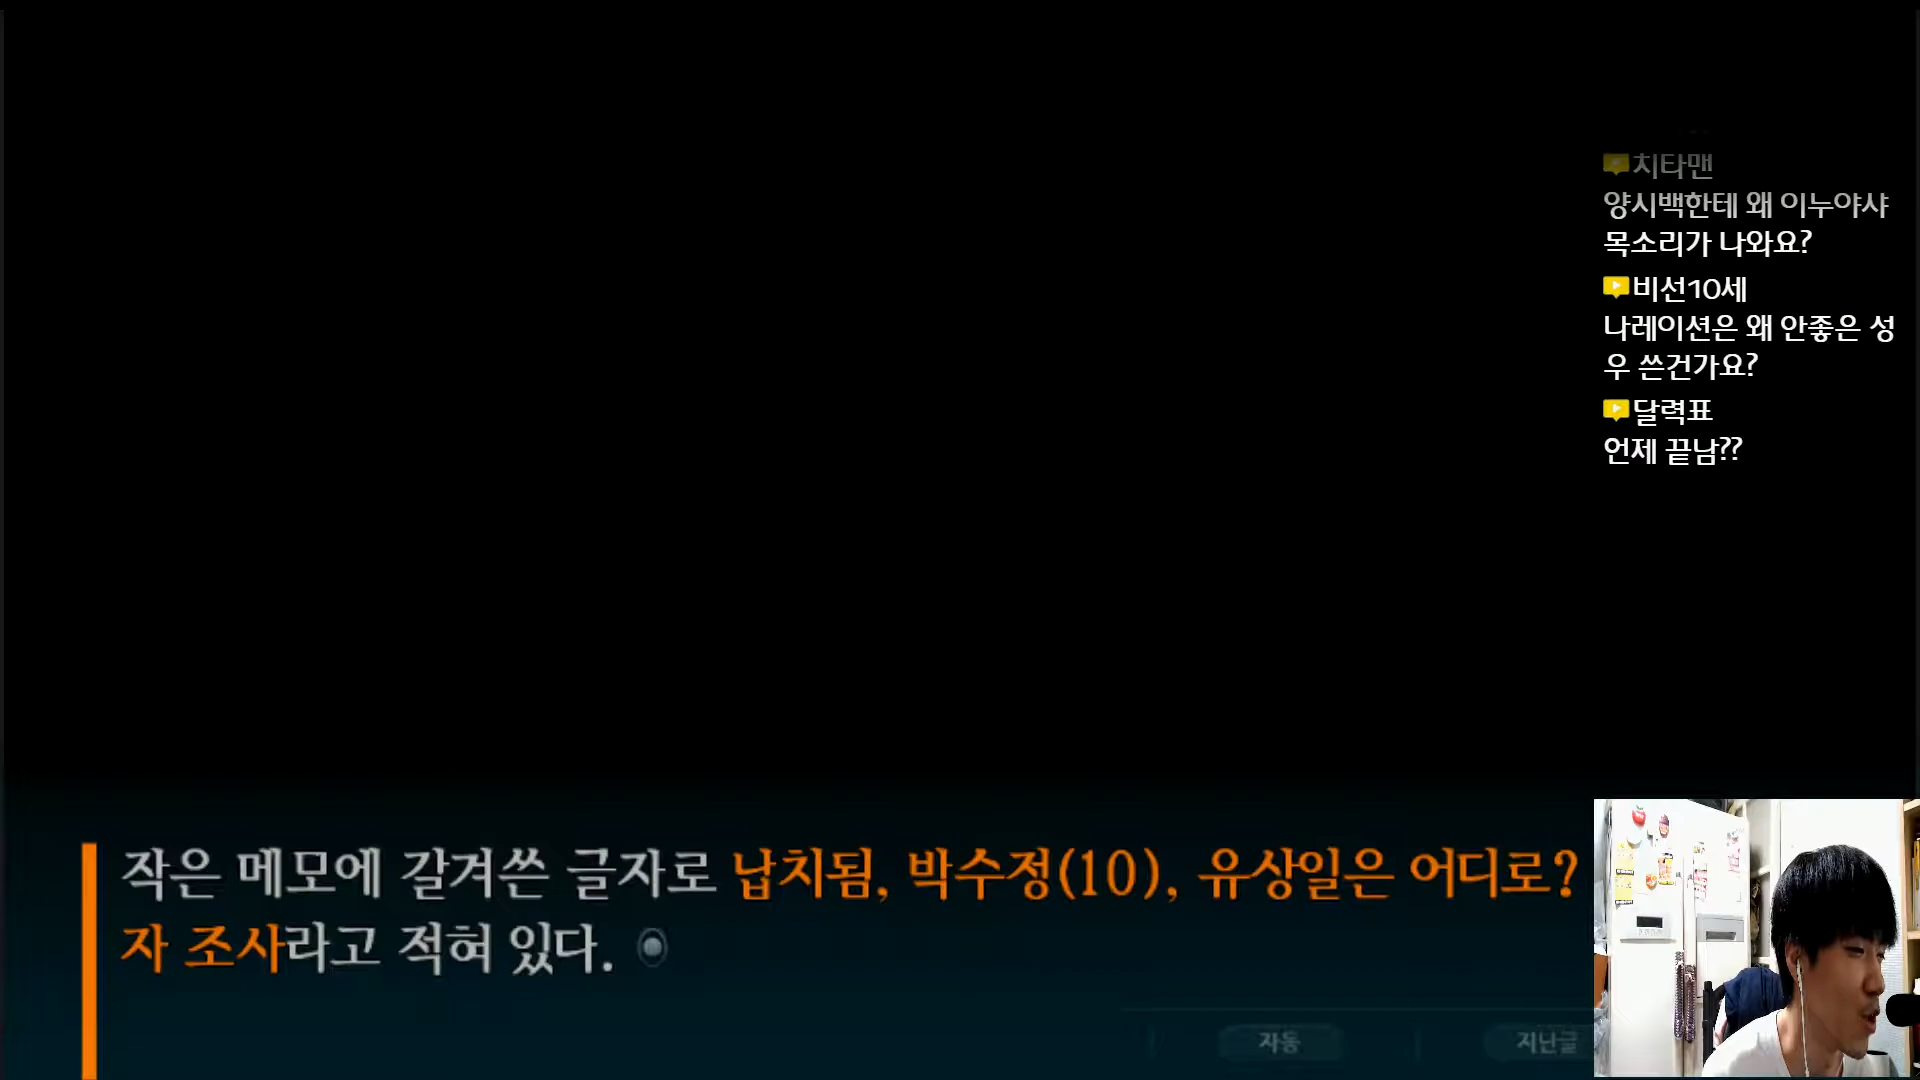 치타맨
양시백한테 왜 이누야샤
목소리가 나와요?
비선10세
나레이션은 왜 안좋은 성
우 쓴건가요?
달력표
언제 끝남??
작은 메모에 갈겨쓴 글자로 납치됨, 박수정(10), 유상일은 어디로?
자 조사라고 적혀 있다.
자동
지난글